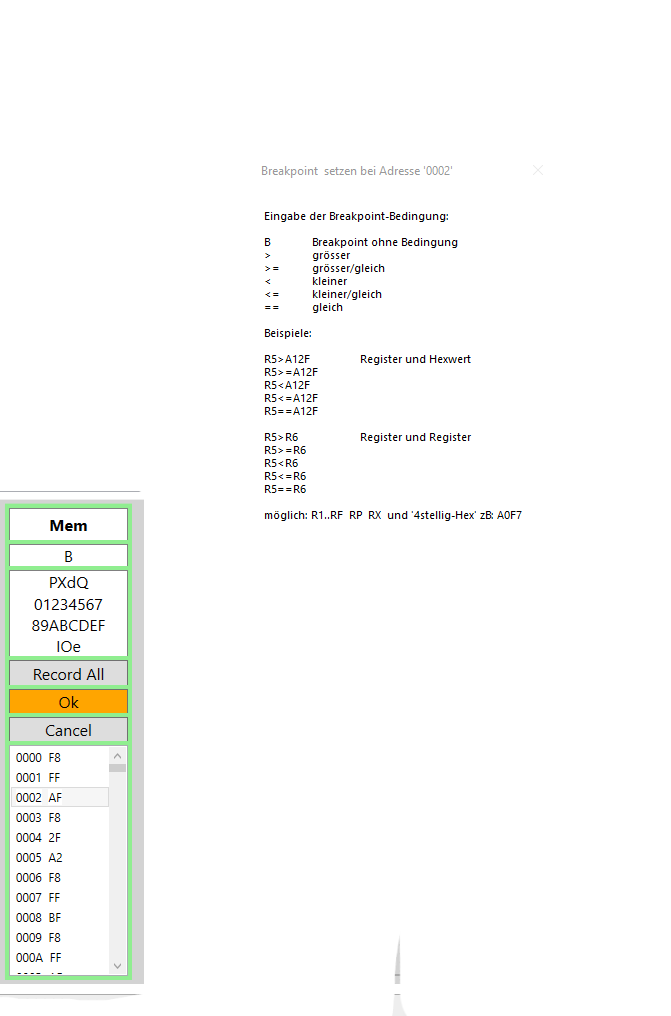 Breakpoint setzen bei Adresse '0002'
Eingabe der Breakpoint-Bedingung:
B Breakpoint ohne Bedingung
> grösser
>= grösser/gleich
< kleiner
<= kleiner/gleich
== gleich
Beispiele:
R5>A12F Register und Hexwert
R5>=A12F
R5<A12F
R5<=A12F
R5==A12F
R5>R6 Register und Register
R5>=R6
R5<R6
R5<=R6
R5==R6
möglich: R1..RF RP RX und '4stellig-Hex' zB: A0F7
Mem
B
PXdQ
01234567
89ABCDEF
IOe
Record All
Ok
Cancel
0000 F8
0001 FF
0002 AF
0003 F8
0004 2F
0005 A2
0006 F8
0007 FF
0008 BF
0009 F8
000A FF